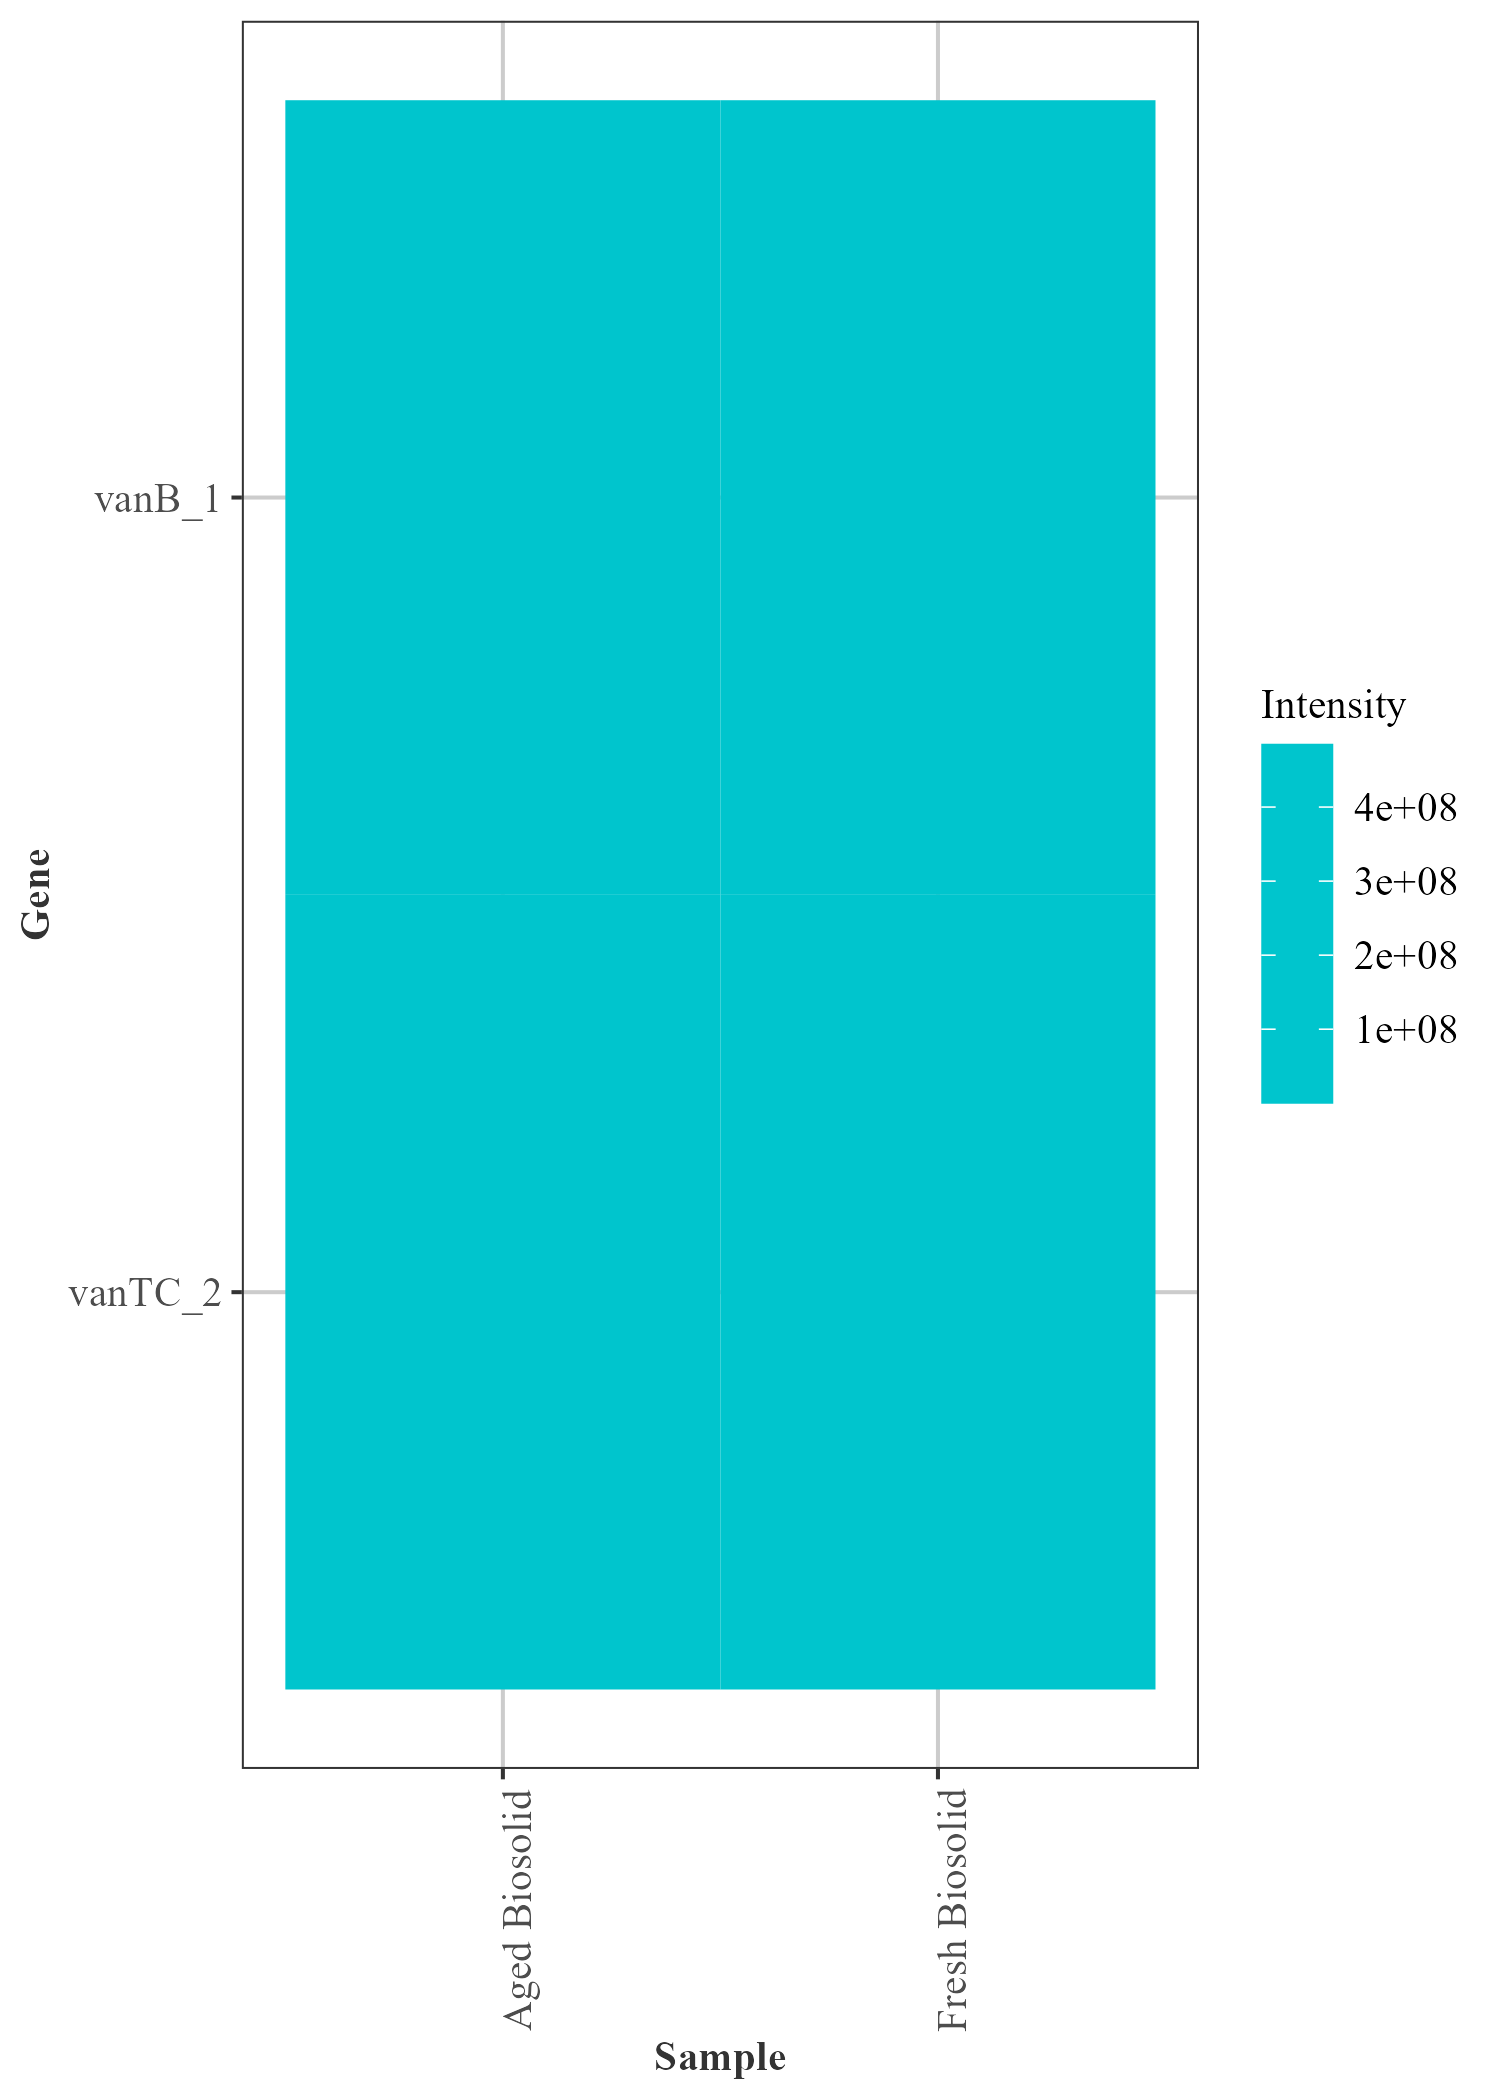 Gene
vanB_1
vanTC_2
Aged Biosolid
Fresh Biosolid
Sample
Intensity
4e+08
3e+08
2e+08
1e+08